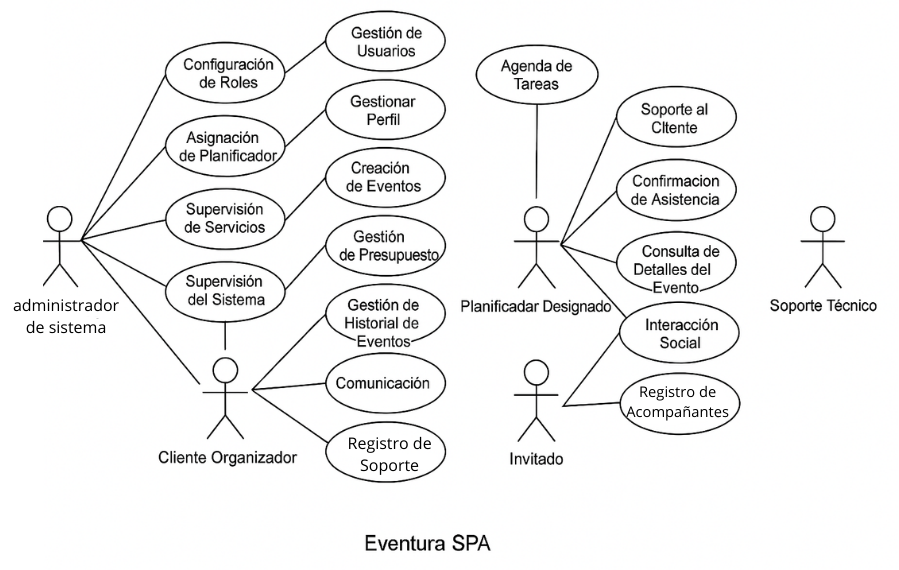 Gestión de
Usuarios
Configuración
de Roles
Agenda de
Tareas
Gestionar
Perfil
Soporte al
Cltente
Asignación
de Planificador
Creación
de Eventos
Confirmacion
de Asistencia
Supervisión
de Servicios
Gestión
de Presupuesto
Consulta de
Detalles del
Evento
Supervisión
del Sistema
administrador
de sistema
Planificadar Designado
Soporte Técnico
Gestión de
Historial de
Eventos
Interacción
Social
Comunicación
Registro de
Acompañantes
Cliente Organizador
Registro de
Soporte
Invitado
Eventura SPA